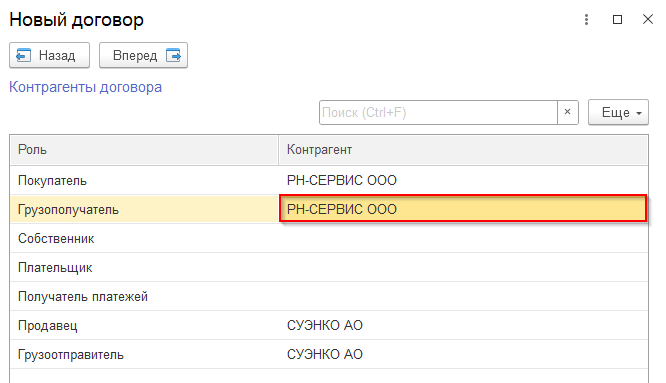 Новый договор
Назад Вперед
Контрагенты договора
Поиск (Ctrl+F) × Еще
Роль Контрагент
Покупатель РН-СЕРВИС ООО
Грузополучатель РН-СЕРВИС ООО
Собственник
Плательщик
Получатель платежей
Продавец СУЭНКО АО
Грузоотправитель СУЭНКО АО